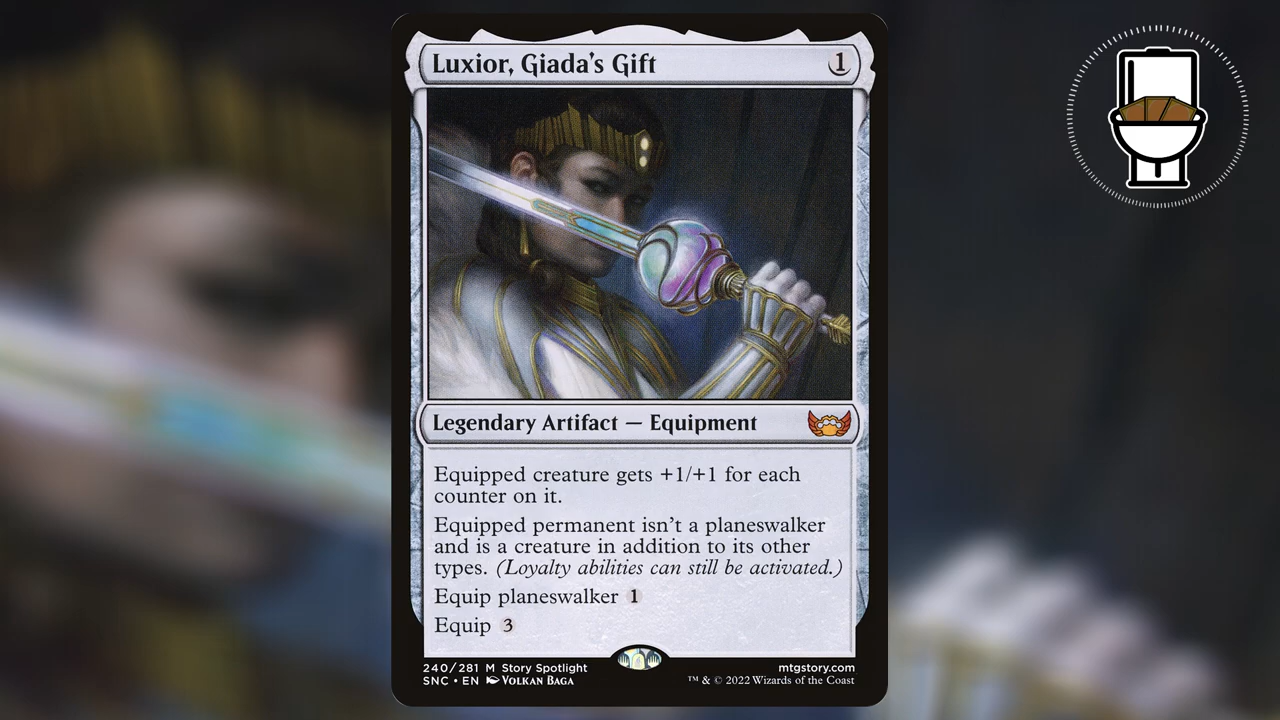 Luxior, Giada's Gift 1
Legendary Artifact — Equipment
Equipped creature gets +1/+1 for each
counter on it.
Equipped permanent isn't a planeswalker
and is a creature in addition to its other
types. (Loyalty abilities can still be activated.)
Equip planeswalker 1
Equip 3
240/281 M Story Spotlight
SNC • EN VOLKAN BAGA
mtgstory.com
™ & © 2022 Wizards of the Coast